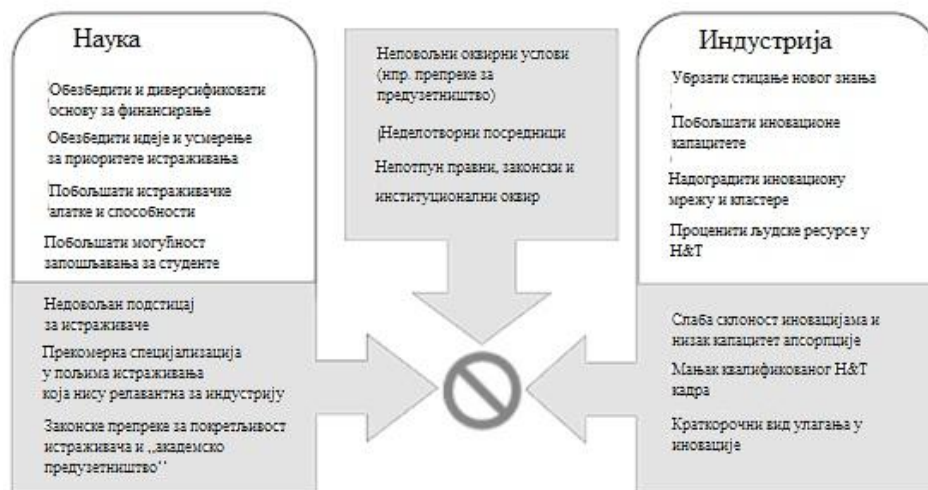 Наука
Обезбедити и диверсификовати
основу за финансирање
Обезбедити идеје и усмерење
за приоритете истраживања
Побољшати истраживачке
алатке и способности
Побољшати могућност
запошљавања за студенте
Недовољан подстицај
за истраживаче
Прекомерна специјализација
у пољима истраживања
која нису релавантна за индустрију
Законске препреке за покретљивост
истраживача и ,,академско
предузетништво‘‘
Неповољни оквирни услови
(нпр. препреке за
предузетништво)
Неделотворни посредници
Непотпун правни, законски и
институционални оквир
Индустрија
Убрзати стицање новог знања
Побољшати иновационе
капацитете
Надоградити иновациону
мрежу и кластере
Проценити људске ресурсе у
Н&Т
Слаба склоност иновацијама и
низак капацитет апсорпције
Мањак квалификованог Н&Т
кадра
Краткорочни вид улагања у
иновације